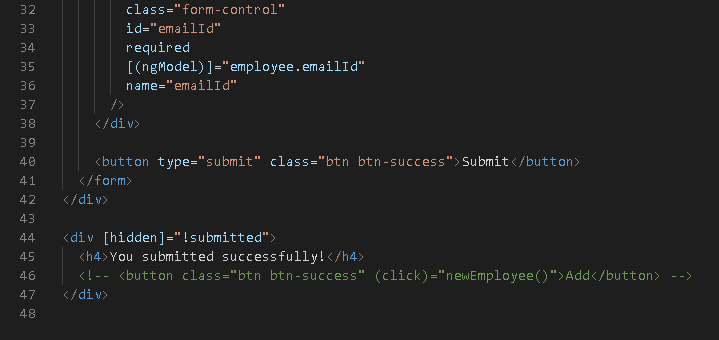 32 class="form-control"
33 id="emailId"
34 required
35 [(ngModel)]="employee.emailId"
36 name="emailId"
37 />
38 </div>
39
40 <button type="submit" class="btn btn-success">Submit</button>
41 </form>
42 </div>
43
44 <div [hidden]="!submitted">
45 <h4>You submitted successfully!</h4>
46 <!-- <button class="btn btn-success" (click)="newEmployee()">Add</button> -->
47 </div>
48